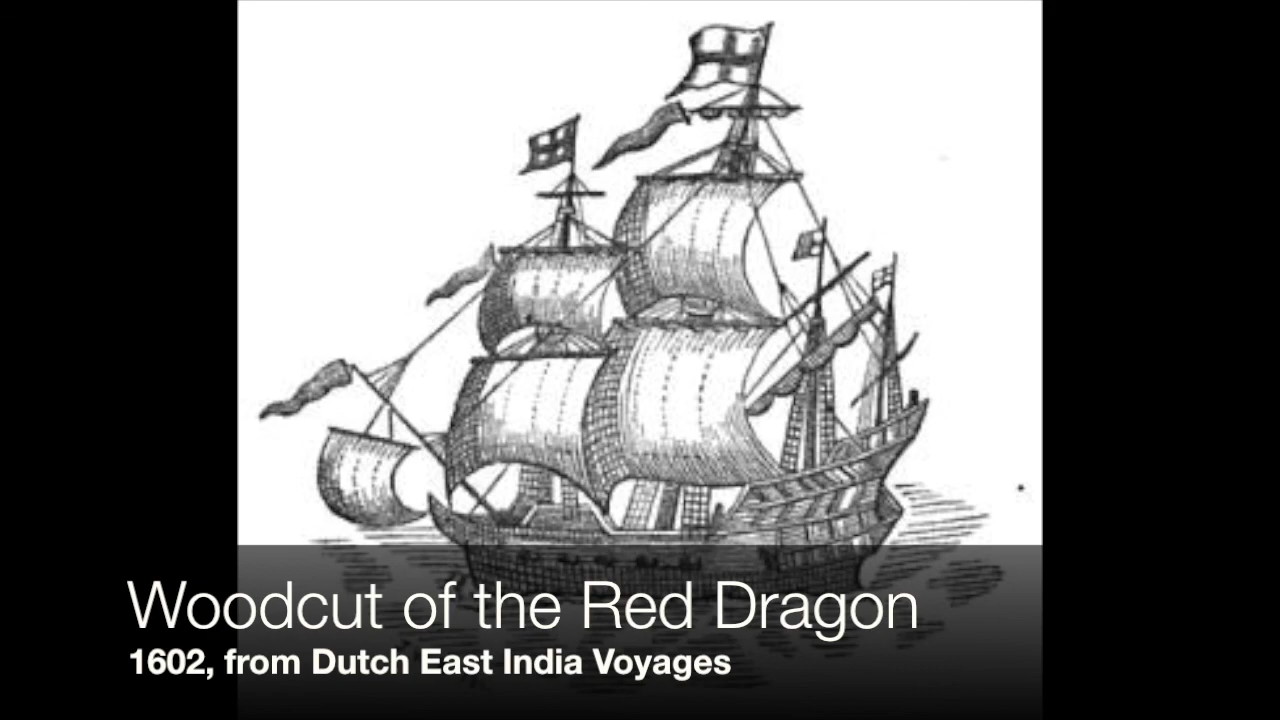 Woodcut of the Red Dragon
1602, from Dutch East India Voyages